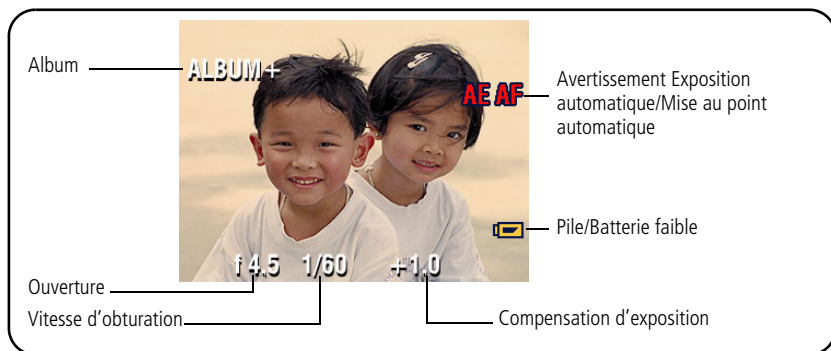 Album
ALBUM+
AE AF
Avertissement Exposition
automatique/Mise au point
automatique
Pile/Batterie faible
f 4.5 1/60 +1.0
Ouverture
Vitesse d’obturation
Compensation d’exposition